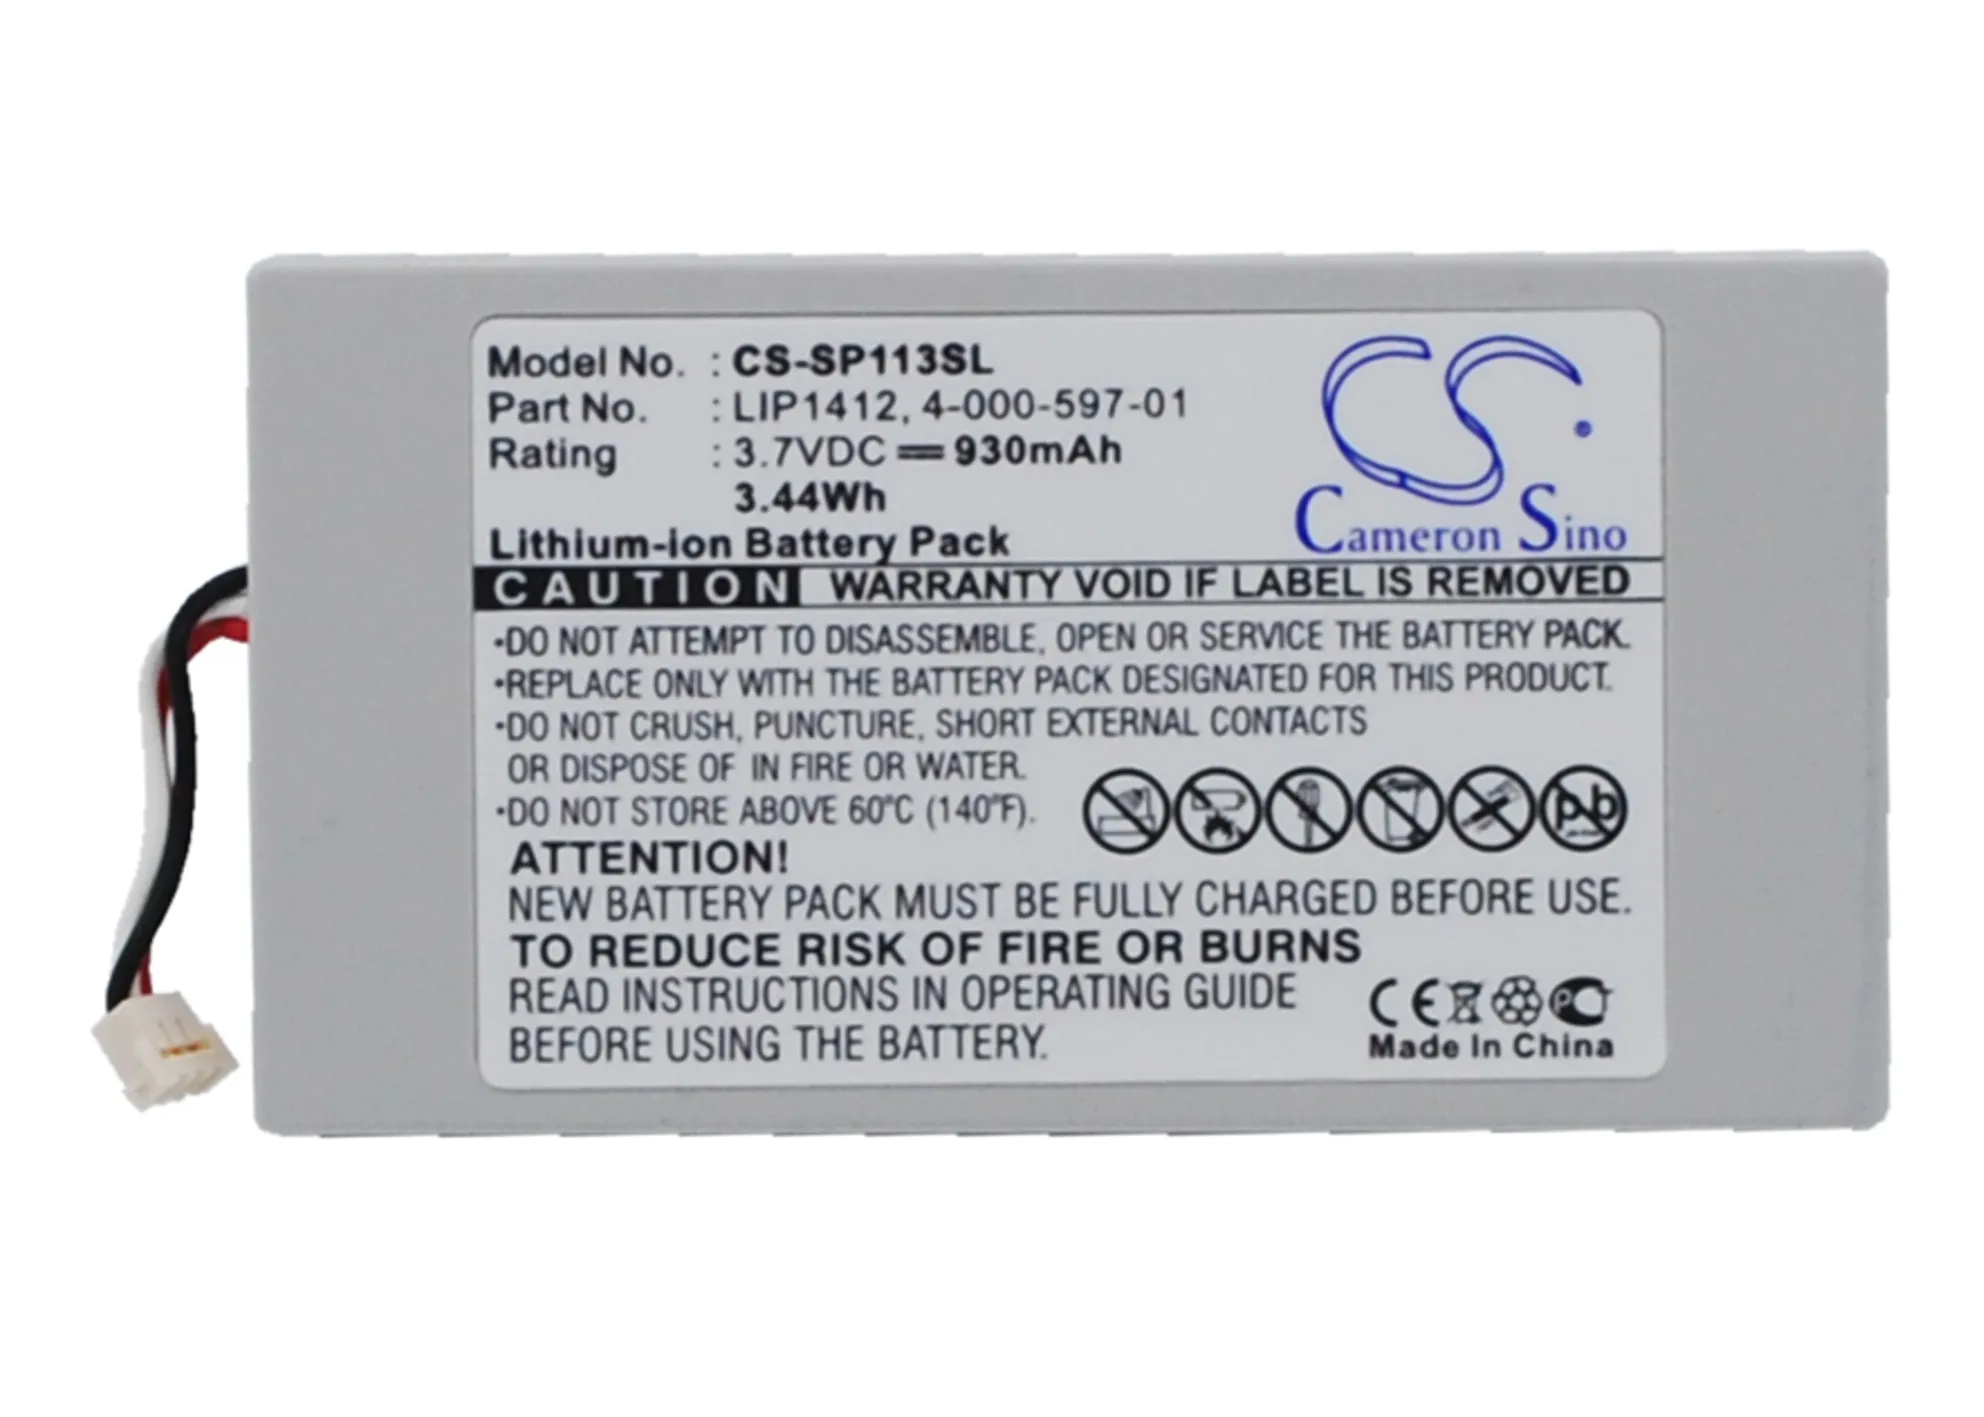 Model No. : CS-SP113SL
Part No. : LIP1412, 4-000-597-01
Rating : 3.7VDC ⎓ 930mAh
3.44Wh
Lithium-ion Battery Pack
CS
Cameron Sino
CAUTION WARRANTY VOID IF LABEL IS REMOVED
•DO NOT ATTEMPT TO DISASSEMBLE, OPEN OR SERVICE THE BATTERY PACK.
•REPLACE ONLY WITH THE BATTERY PACK DESIGNATED FOR THIS PRODUCT.
•DO NOT CRUSH, PUNCTURE, SHORT EXTERNAL CONTACTS
OR DISPOSE OF IN FIRE OR WATER.
•DO NOT STORE ABOVE 60°C (140°F).
pb
ATTENTION!
NEW BATTERY PACK MUST BE FULLY CHARGED BEFORE USE.
TO REDUCE RISK OF FIRE OR BURNS
READ INSTRUCTIONS IN OPERATING GUIDE
BEFORE USING THE BATTERY.
CE PC
Made In China